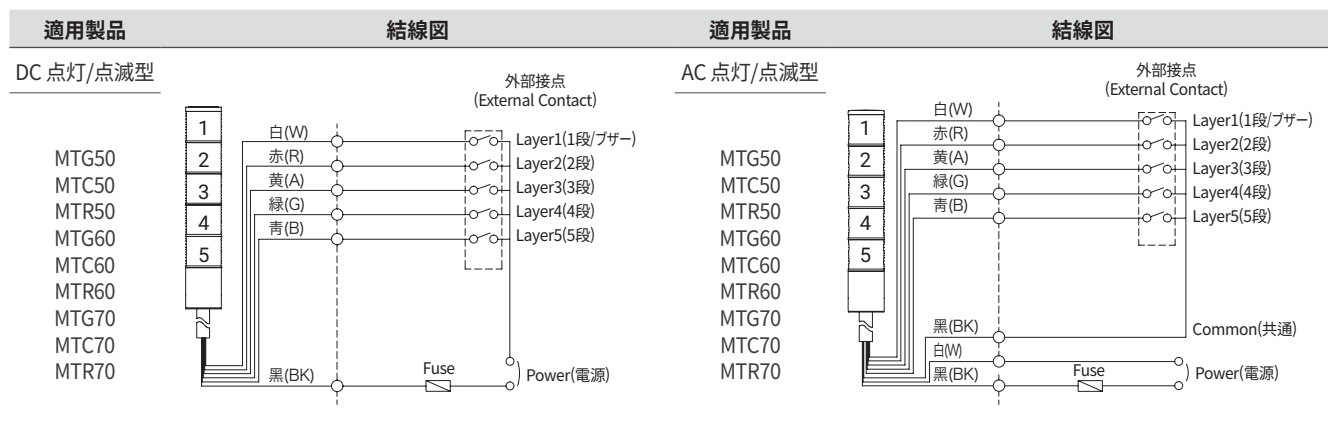 適用製品 結線図 適用製品 結線図
DC 点灯/点滅型
MTG50
MTC50
MTR50
MTG60
MTC60
MTR60
MTG70
MTC70
MTR70
1
2
3
4
5
外部接点
(External Contact)
白(W)
赤(R)
黄(A)
緑(G)
青(B)
Layer1(1段/ブザー)
Layer2(2段)
Layer3(3段)
Layer4(4段)
Layer5(5段)
黒(BK)
Fuse
Power(電源)
AC 点灯/点滅型
MTG50
MTC50
MTR50
MTG60
MTC60
MTR60
MTG70
MTC70
MTR70
1
2
3
4
5
外部接点
(External Contact)
白(W)
赤(R)
黄(A)
緑(G)
青(B)
Layer1(1段/ブザー)
Layer2(2段)
Layer3(3段)
Layer4(4段)
Layer5(5段)
黒(BK)
Common(共通)
白(W)
黒(BK)
Fuse
Power(電源)